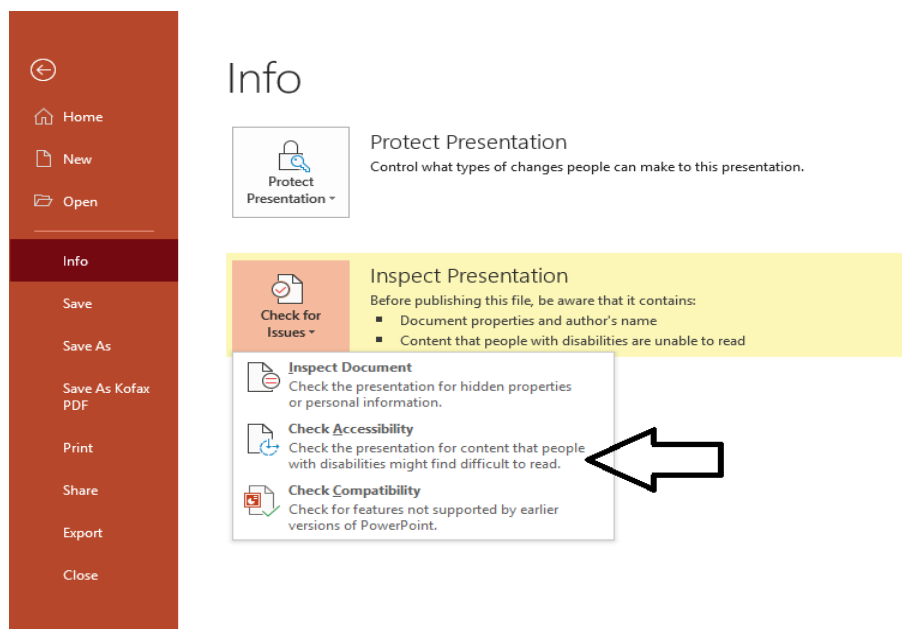 Home
New
Open
Info
Save
Save As
Save As Kofax
PDF
Print
Share
Export
Close
Info
Protect
Presentation
Protect Presentation
Control what types of changes people can make to this presentation.
Check for
Issues
Inspect Presentation
Before publishing this file, be aware that it contains:
Document properties and author's name
Content that people with disabilities are unable to read
Inspect Document
Check the presentation for hidden properties
or personal information.
Check Accessibility
Check the presentation for content that people
with disabilities might find difficult to read.
Check Compatibility
Check for features not supported by earlier
versions of PowerPoint.